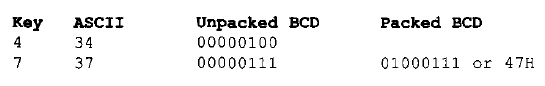 Key ASCII Unpacked BCD Packed BCD
4 34 00000100
7 37 00000111 01000111 or 47H